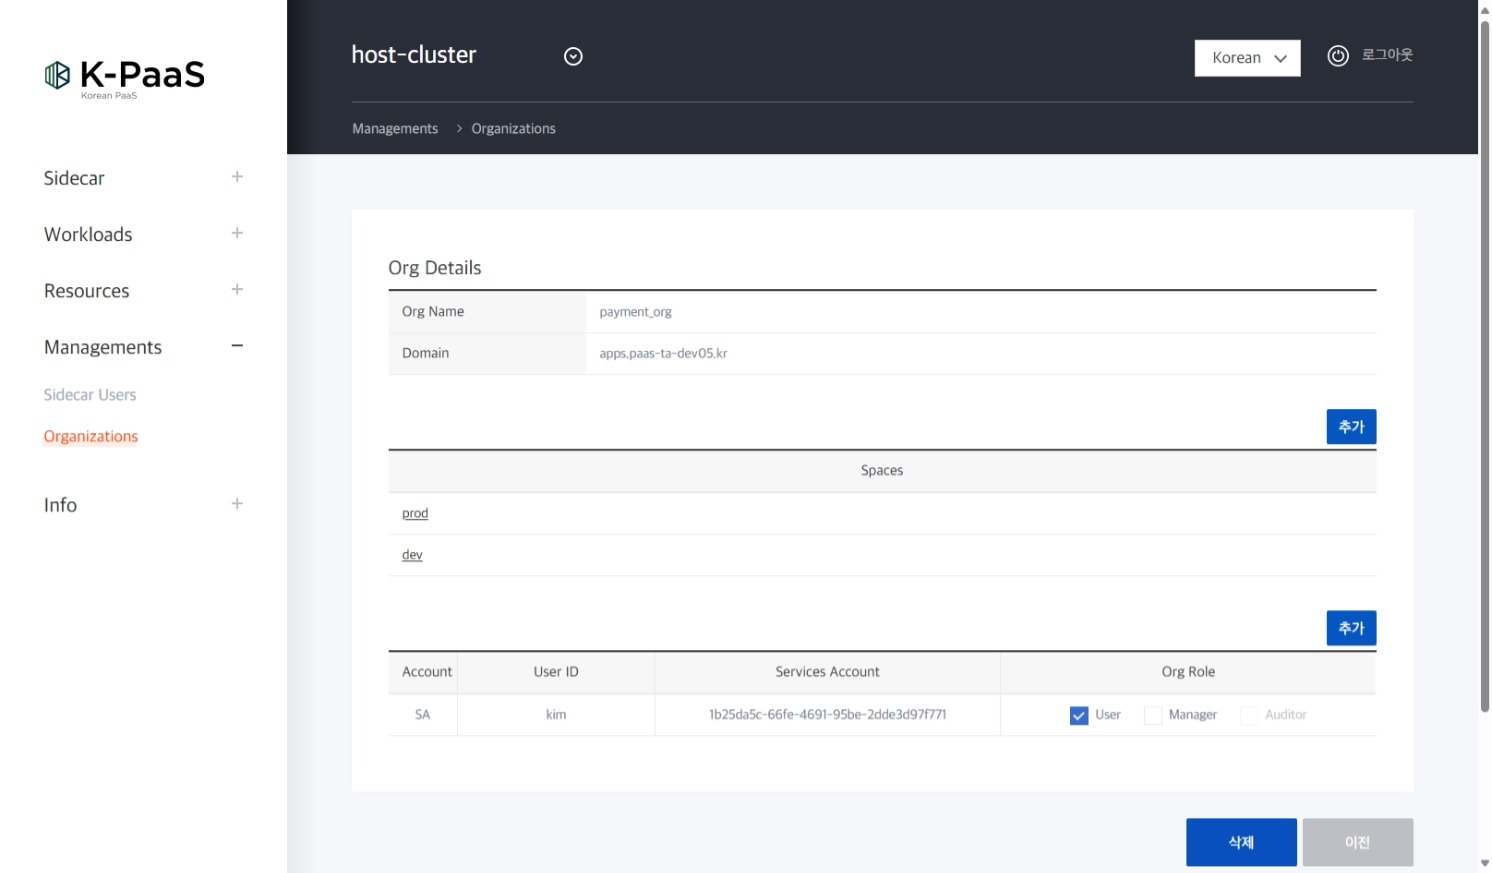 K-PaaS
Korean PaaS
host-cluster
Korean
로그아웃
Managements > Organizations
Sidecar
Workloads
Resources
Managements
Sidecar Users
Organizations
Info
Org Details
Org Name payment_org
Domain apps.paas-ta-dev05.kr
추가
Spaces
prod
dev
추가
Account User ID Services Account Org Role
SA kim 1b25da5c-66fe-4691-95be-2dde3d97f771 User Manager Auditor
삭제 이전